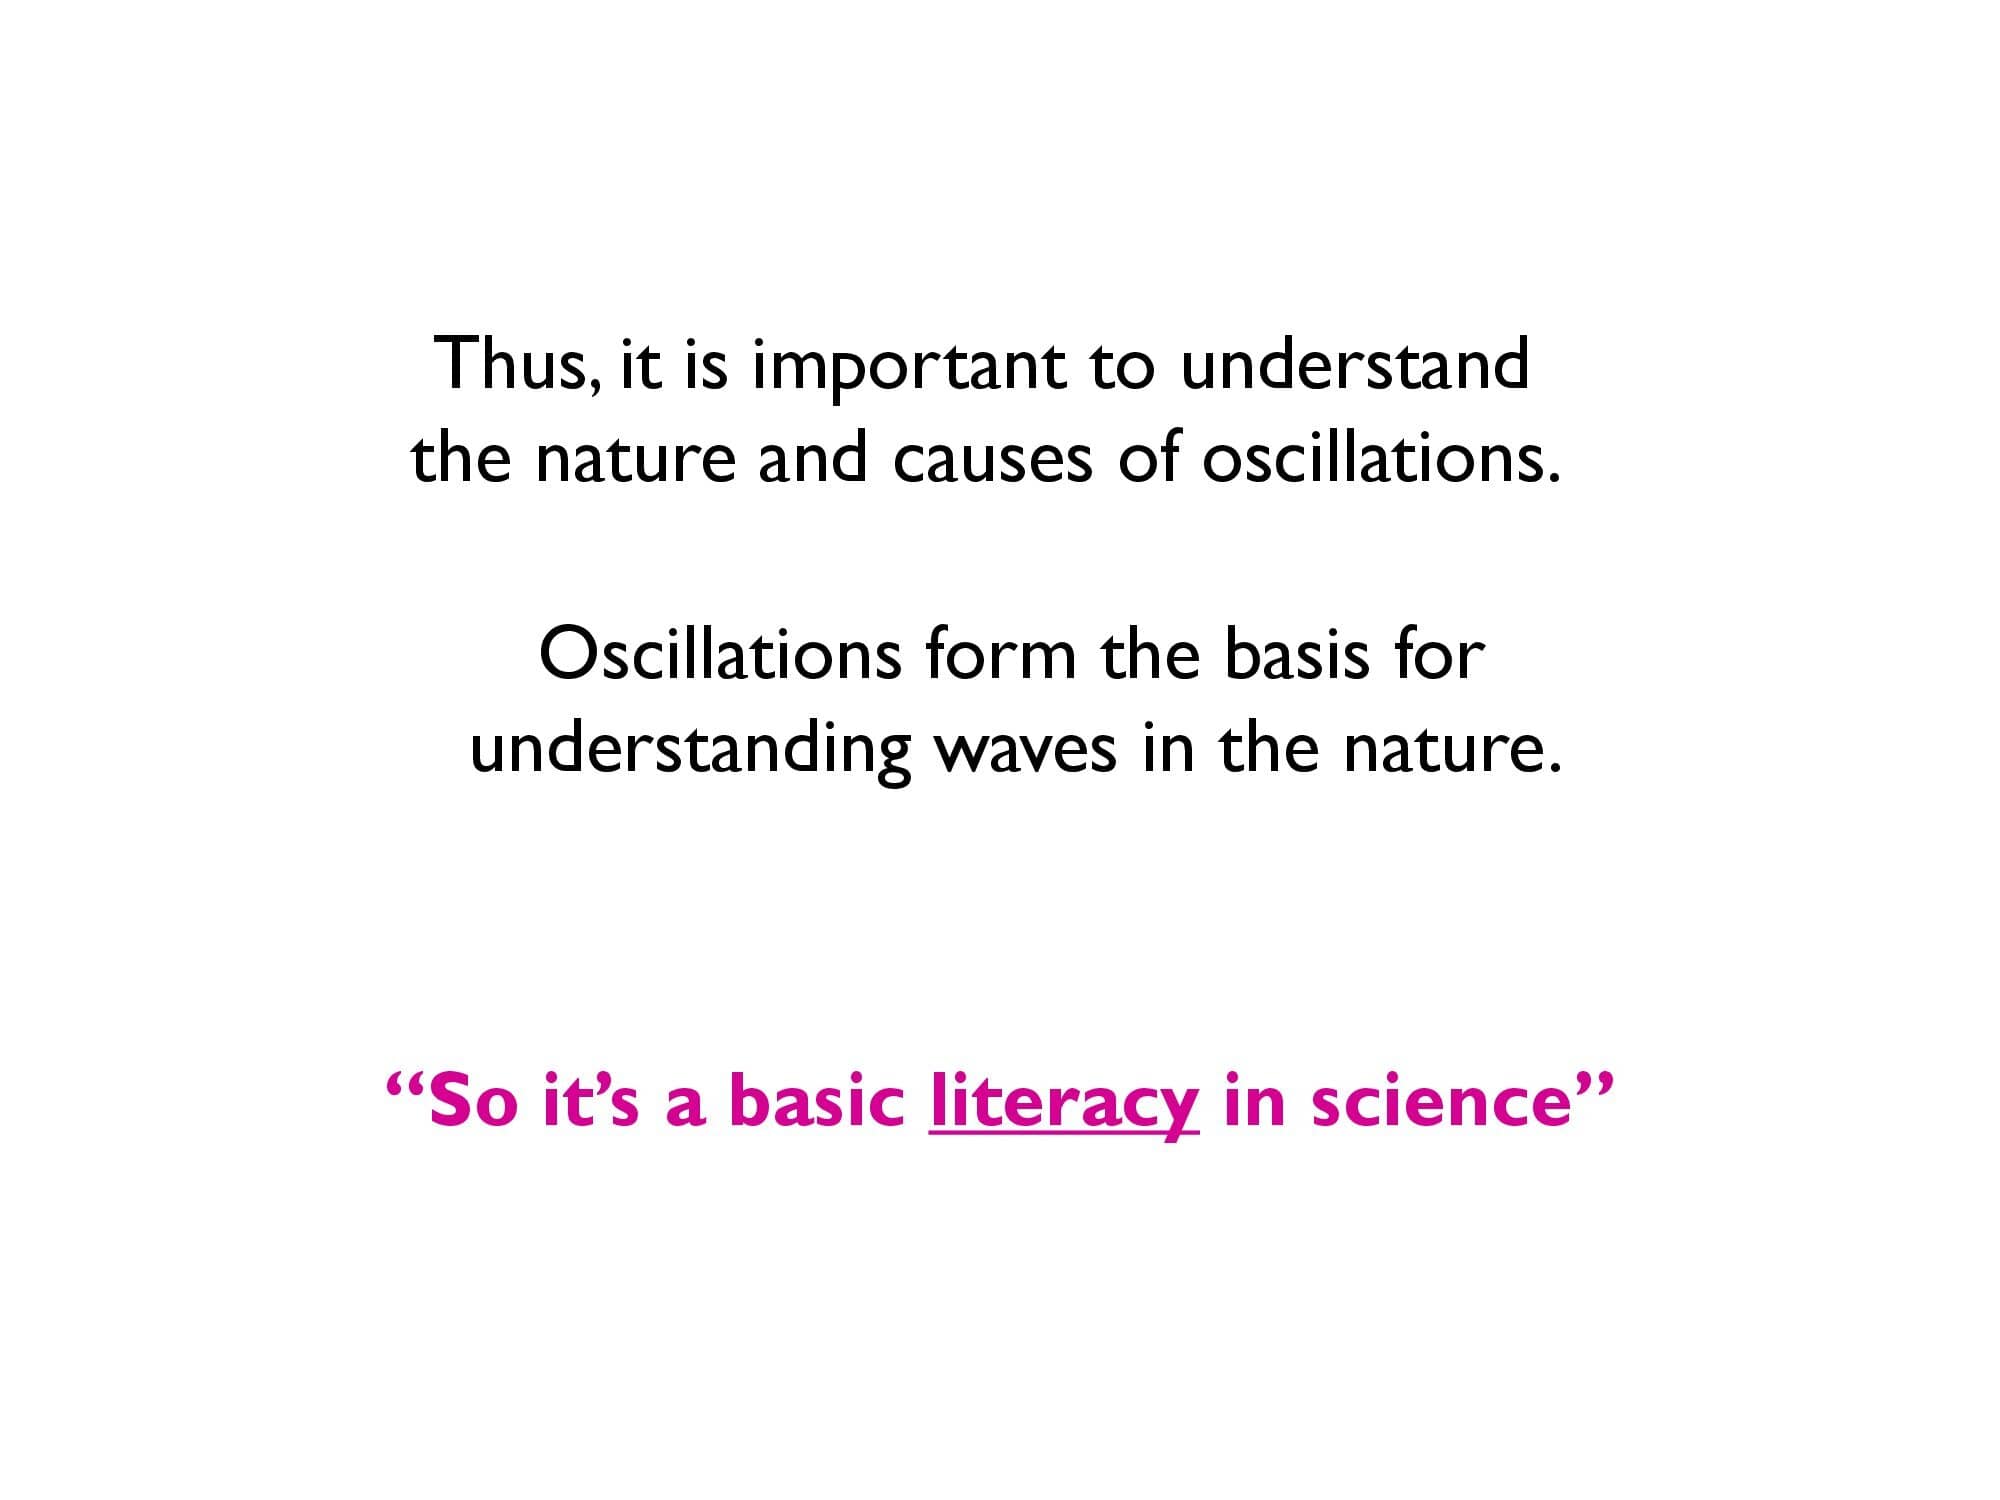 Thus, it is important to understand
the nature and causes of oscillations.
Oscillations form the basis for
understanding waves in the nature.
“So it’s a basic literacy in science”